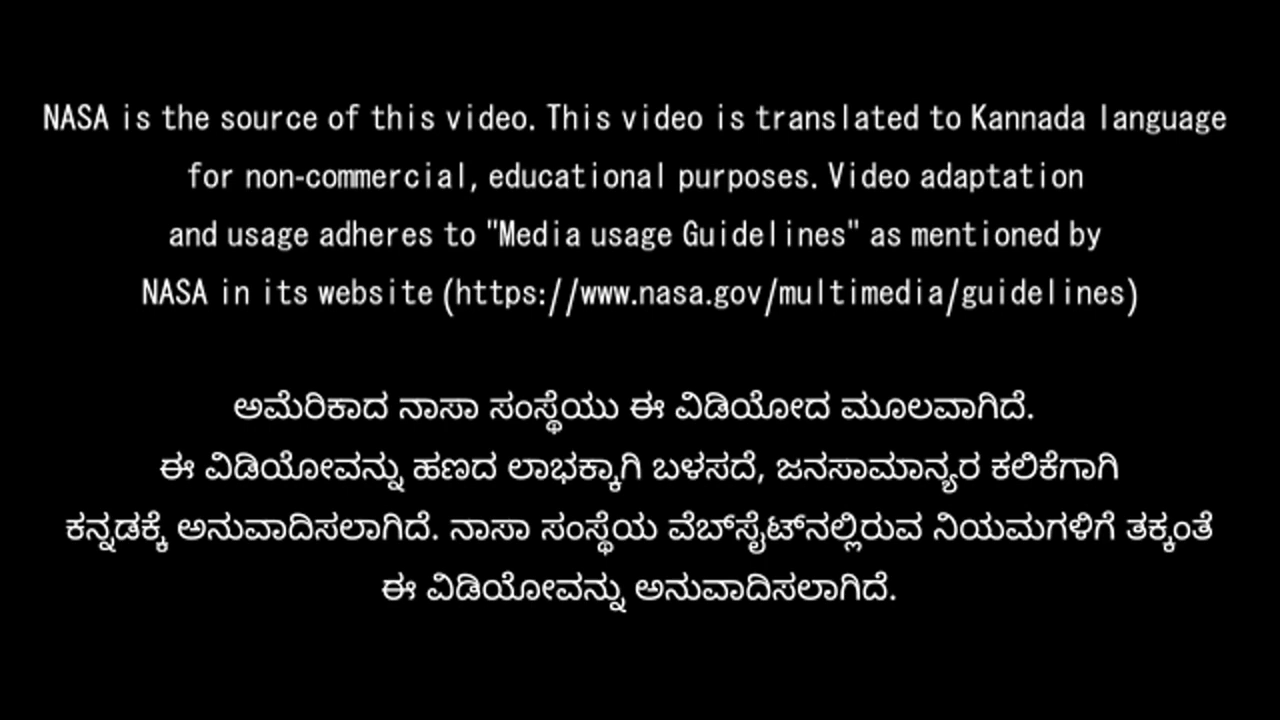 NASA is the source of this video. This video is translated to Kannada language
for non-commercial, educational purposes. Video adaptation
and usage adheres to "Media usage Guidelines" as mentioned by
NASA in its website (https://www.nasa.gov/multimedia/guidelines)
ಅಮೆರಿಕಾದ ನಾಸಾ ಸಂಸ್ಥೆಯು ಈ ವಿಡಿಯೋದ ಮೂಲವಾಗಿದೆ.
ಈ ವಿಡಿಯೋವನ್ನು ಹಣದ ಲಾಭಕ್ಕಾಗಿ ಬಳಸದೆ, ಜನಸಾಮಾನ್ಯರ ಕಲಿಕೆಗಾಗಿ
ಕನ್ನಡಕ್ಕೆ ಅನುವಾದಿಸಲಾಗಿದೆ. ನಾಸಾ ಸಂಸ್ಥೆಯ ವೆಬ್‌ಸೈಟ್‌ನಲ್ಲಿರುವ ನಿಯಮಗಳಿಗೆ ತಕ್ಕಂತೆ
ಈ ವಿಡಿಯೋವನ್ನು ಅನುವಾದಿಸಲಾಗಿದೆ.